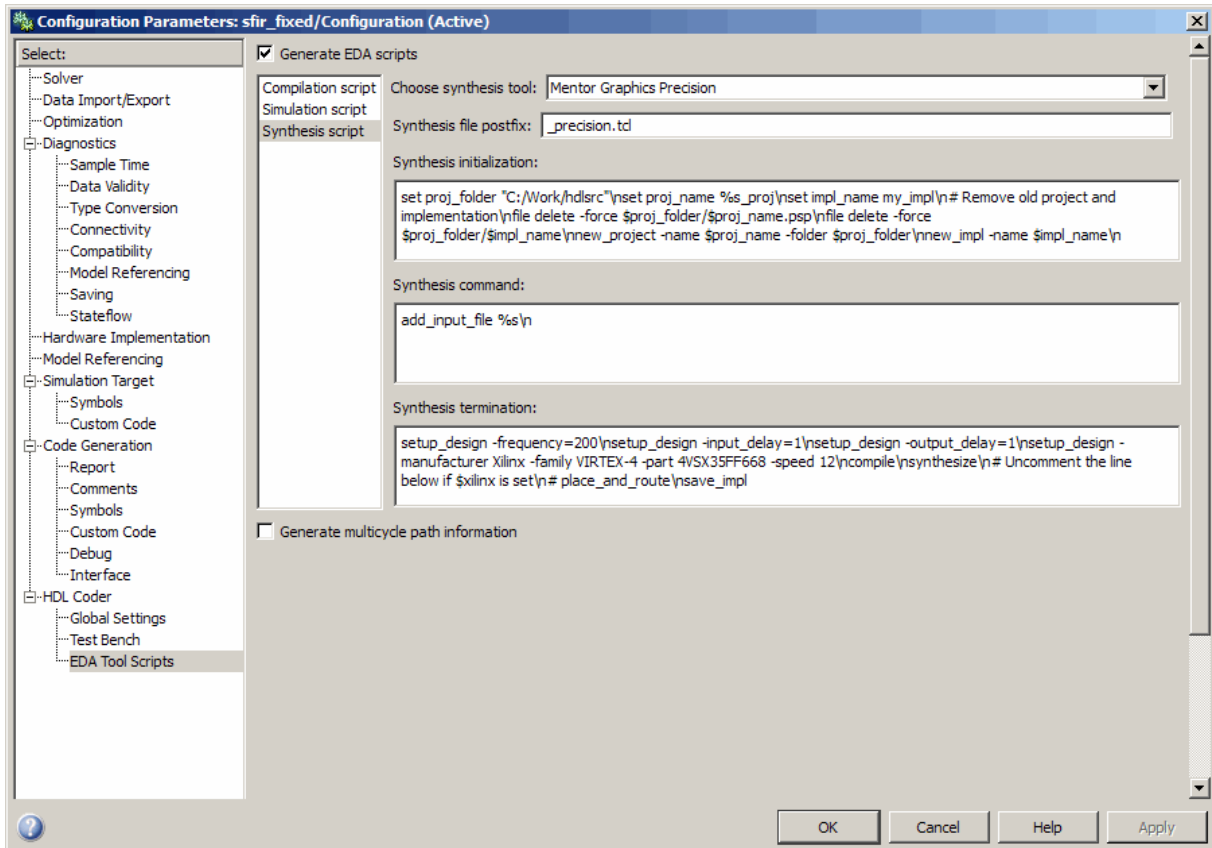 Configuration Parameters: sfir_fixed/Configuration (Active)
Select:
Solver
Data Import/Export
Optimization
Diagnostics
Sample Time
Data Validity
Type Conversion
Connectivity
Compatibility
Model Referencing
Saving
Stateflow
Hardware Implementation
Model Referencing
Simulation Target
Symbols
Custom Code
Code Generation
Report
Comments
Symbols
Custom Code
Debug
Interface
HDL Coder
Global Settings
Test Bench
EDA Tool Scripts
Generate EDA scripts
Compilation script
Simulation script
Synthesis script
Choose synthesis tool: Mentor Graphics Precision
Synthesis file postfix: _precision.tcl
Synthesis initialization:
set proj_folder "C:/Work/hdlsrc"\nset proj_name %s_proj\nset impl_name my_impl\n# Remove old project and
implementation\nfile delete -force $proj_folder/$proj_name.psp\nfile delete -force
$proj_folder/$impl_name\nnew_project -name $proj_name -folder $proj_folder\nnew_impl -name $impl_name\n
Synthesis command:
add_input_file %s\n
Synthesis termination:
setup_design -frequency=200\nsetup_design -input_delay=1\nsetup_design -output_delay=1\nsetup_design -
manufacturer Xilinx -family VIRTEX-4 -part 4VSX35FF668 -speed 12\ncompile\nsynthesize\n# Uncomment the line
below if $xilinx is set\n# place_and_route\nsave_impl
Generate multicycle path information
?
OK Cancel Help Apply